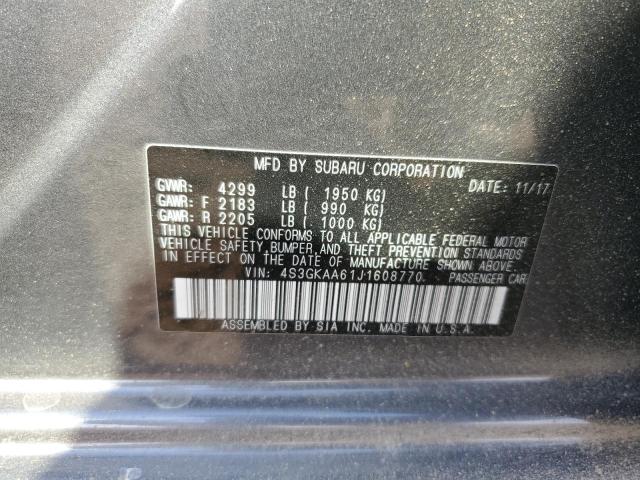 MFD BY SUBARU CORPORATION
GVWR: 4299 LB ( 1950 KG) DATE: 11/17
GAWR: F 2183 LB ( 990 KG)
GAWR: R 2205 LB ( 1000 KG)
THIS VEHICLE CONFORMS TO ALL APPLICABLE FEDERAL MOTOR
VEHICLE SAFETY, BUMPER, AND THEFT PREVENTION STANDARDS
IN EFFECT ON THE DATE OF MANUFACTURE SHOWN ABOVE.
VIN: 4S3GKAA61J1608770. PASSENGER CAR
ASSEMBLED BY SIA INC. MADE IN U.S.A.